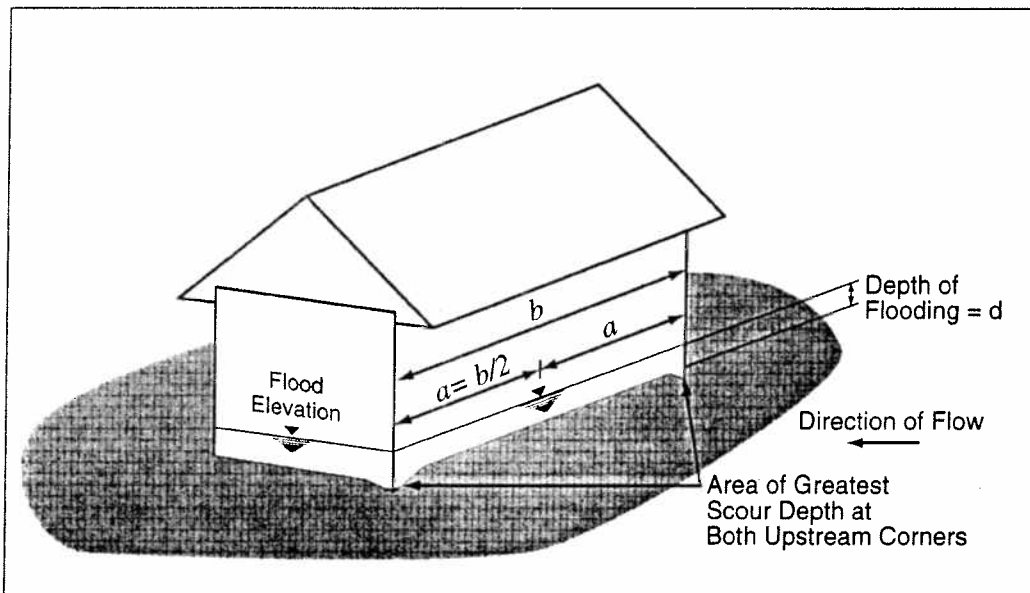 b
a
Depth of
Flooding = d
a = b/2
Flood
Elevation
Direction of Flow
Area of Greatest
Scour Depth at
Both Upstream Corners